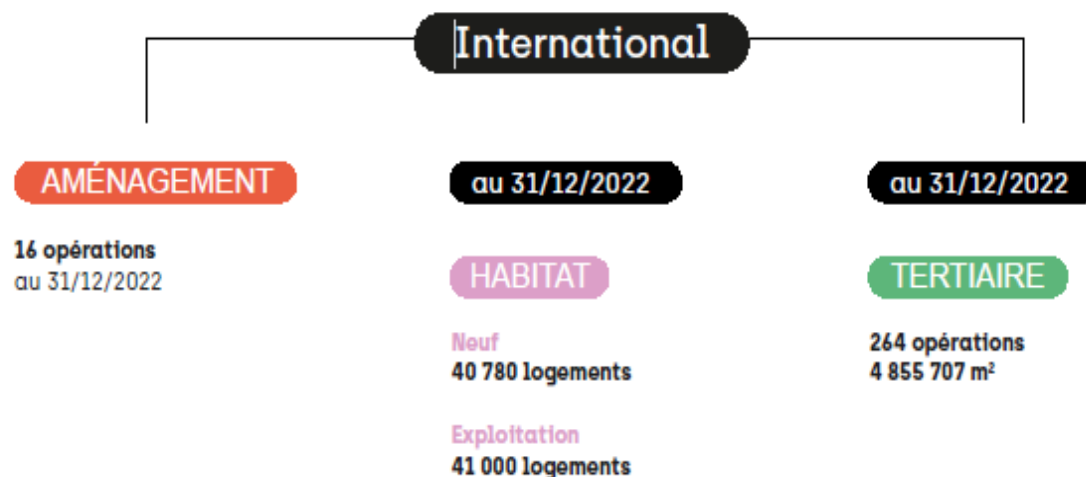 International
AMÉNAGEMENT
16 opérations
au 31/12/2022
au 31/12/2022
HABITAT
Neuf
40 780 logements
Exploitation
41 000 logements
au 31/12/2022
TERTIAIRE
264 opérations
4 855 707 m²